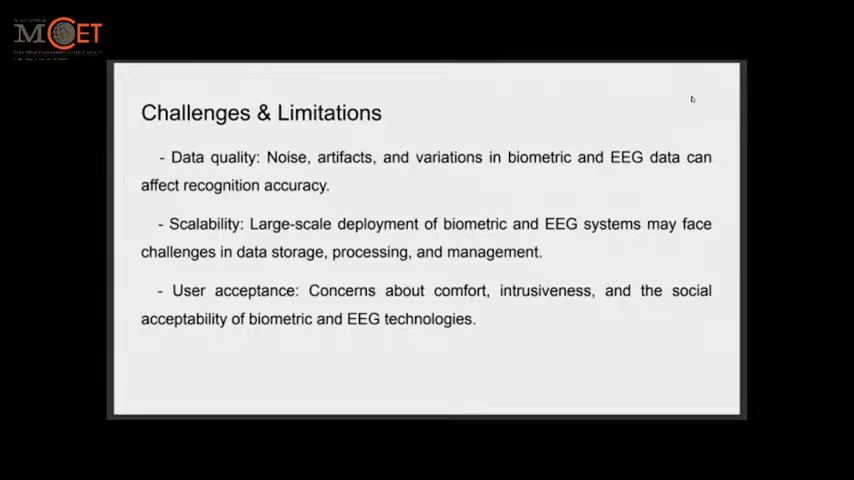 MCET
Challenges & Limitations
- Data quality: Noise, artifacts, and variations in biometric and EEG data can
affect recognition accuracy.
- Scalability: Large-scale deployment of biometric and EEG systems may face
challenges in data storage, processing, and management.
- User acceptance: Concerns about comfort, intrusiveness, and the social
acceptability of biometric and EEG technologies.